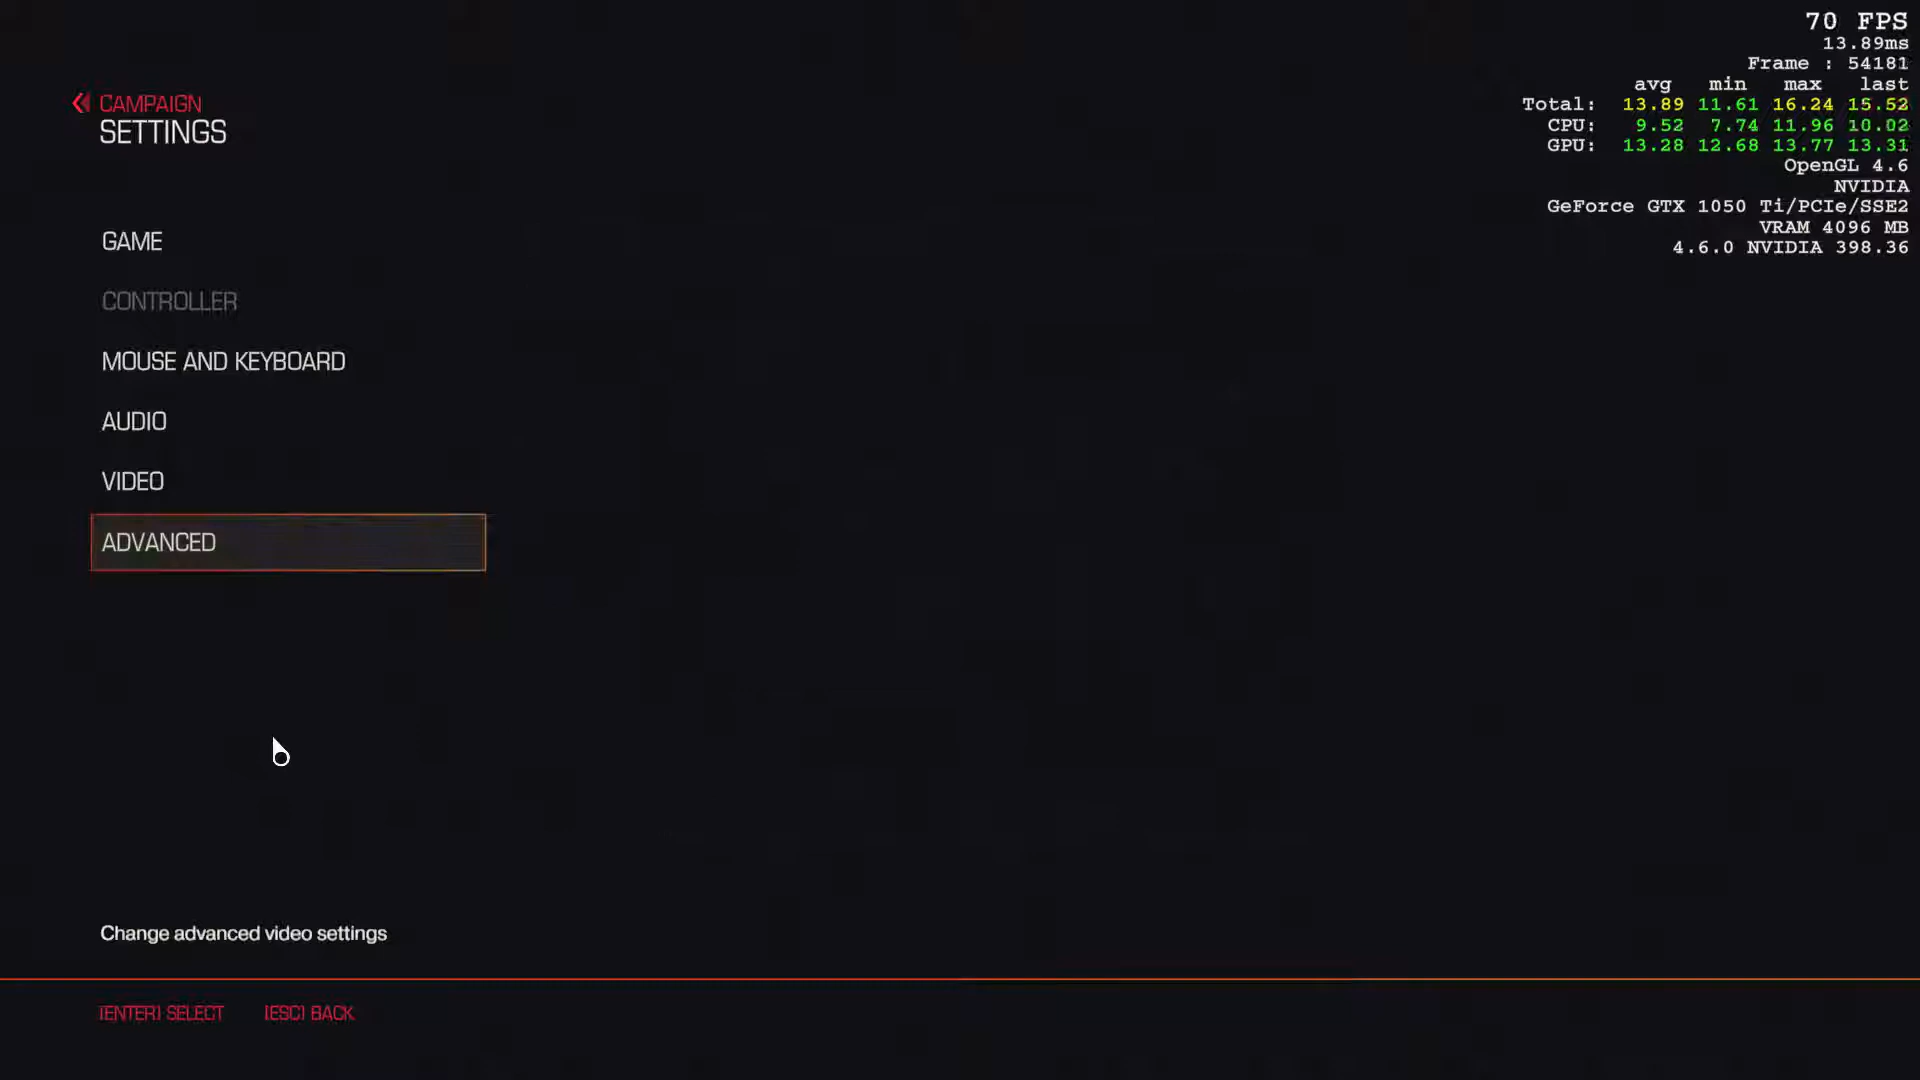 70 FPS
13.89ms
Frame : 54181
avg min max last
Total: 13.89 11.61 16.24 15.52
CPU: 9.52 7.74 11.96 10.02
GPU: 13.28 12.68 13.77 13.31
OpenGL 4.6
NVIDIA
GeForce GTX 1050 Ti/PCIe/SSE2
VRAM 4096 MB
4.6.0 NVIDIA 398.36
CAMPAIGN
SETTINGS
GAME
CONTROLLER
MOUSE AND KEYBOARD
AUDIO
VIDEO
ADVANCED
Change advanced video settings
[ENTER] SELECT [ESC] BACK